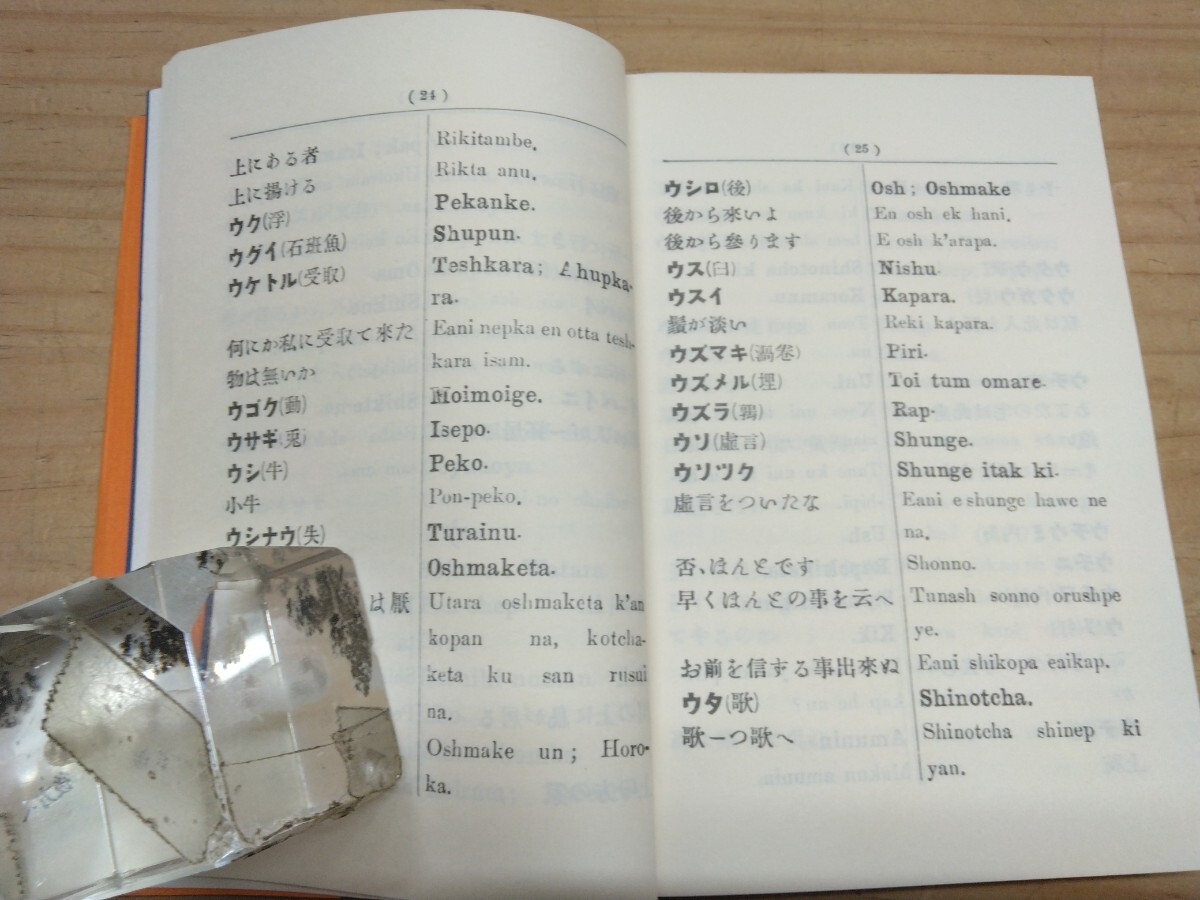 (24)
上にある者 Rikitambe.
上に揚ける Rikta anu.
ウク(浮) Pekanke.
ウグイ(石班魚) Shupun.
ウケトル(受取) Teshkara; Ahupka-
ra.
何にか私に受取て來た Eani nepka en otta tesh-
物は無いか kara isam.
ウゴク(動) Moimoige.
ウサギ(兎) Isepo.
ウシ(牛) Peko.
小牛 Pon-peko.
ウシナウ(失) Turainu.
Oshmaketa.
は厭 Utara oshmaketa k'an
kopan na, kotcha-
keta ku san rusui
na.
Oshmake un; Horo-
ka.
(25)
ウシロ(後) Osh; Oshmake
後から來いよ En osh ek hani.
後から參ります E osh k'arapa.
ウス(臼) Nishu.
ウスイ Kapara.
鬚が淡い Reki kapara.
ウズマキ(渦卷) Piri.
ウズメル(埋) Toi tum omare.
ウズラ(鶉) Rap.
ウソ(虛言) Shunge.
ウソツク Shunge itak ki.
虛言をついたな Eani e shunge hawe ne
na.
否、ほんとです Shonno.
早くほんとの事を云へ Tunash sonno orushpe
ye.
お前を信する事出來ぬ Eani shikopa eaikap.
ウタ(歌) Shinotcha.
歌一つ歌へ Shinotcha shinep ki
yan.